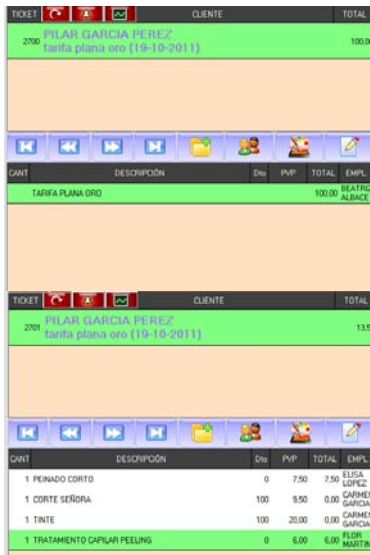 TICKET CLIENTE TOTAL
2700 PILAR GARCIA PEREZ 100,0
tarifa plana oro (19-10-2011)
CANT DESCRIPCIÓN Dto PVP TOTAL EMPL
TARIFA PLANA ORO 100,00 BEATRIZ
ALBACE
TICKET CLIENTE TOTAL
2701 PILAR GARCIA PEREZ 13,5
tarifa plana oro (19-10-2011)
CANT DESCRIPCIÓN Dto PVP TOTAL EMPL
1 PEINADO CORTO 0 7,50 7,50 ELISA
LOPEZ
1 CORTE SEÑORA 100 9,50 0,00 CARMEN
GARCIA
1 TINTE 100 20,00 0,00 CARMEN
GARCIA
1 TRATAMIENTO CAPILAR PEELING 0 6,00 6,00 FLOR
MARTIN